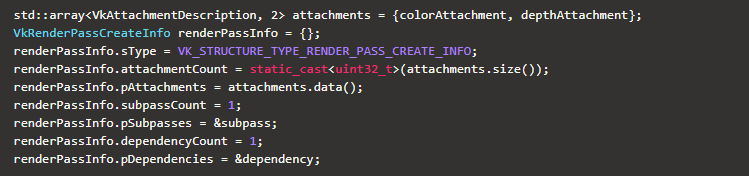 std::array<VkAttachmentDescription, 2> attachments = {colorAttachment, depthAttachment};
VkRenderPassCreateInfo renderPassInfo = {};
renderPassInfo.sType = VK_STRUCTURE_TYPE_RENDER_PASS_CREATE_INFO;
renderPassInfo.attachmentCount = static_cast<uint32_t>(attachments.size());
renderPassInfo.pAttachments = attachments.data();
renderPassInfo.subpassCount = 1;
renderPassInfo.pSubpasses = &subpass;
renderPassInfo.dependencyCount = 1;
renderPassInfo.pDependencies = &dependency;